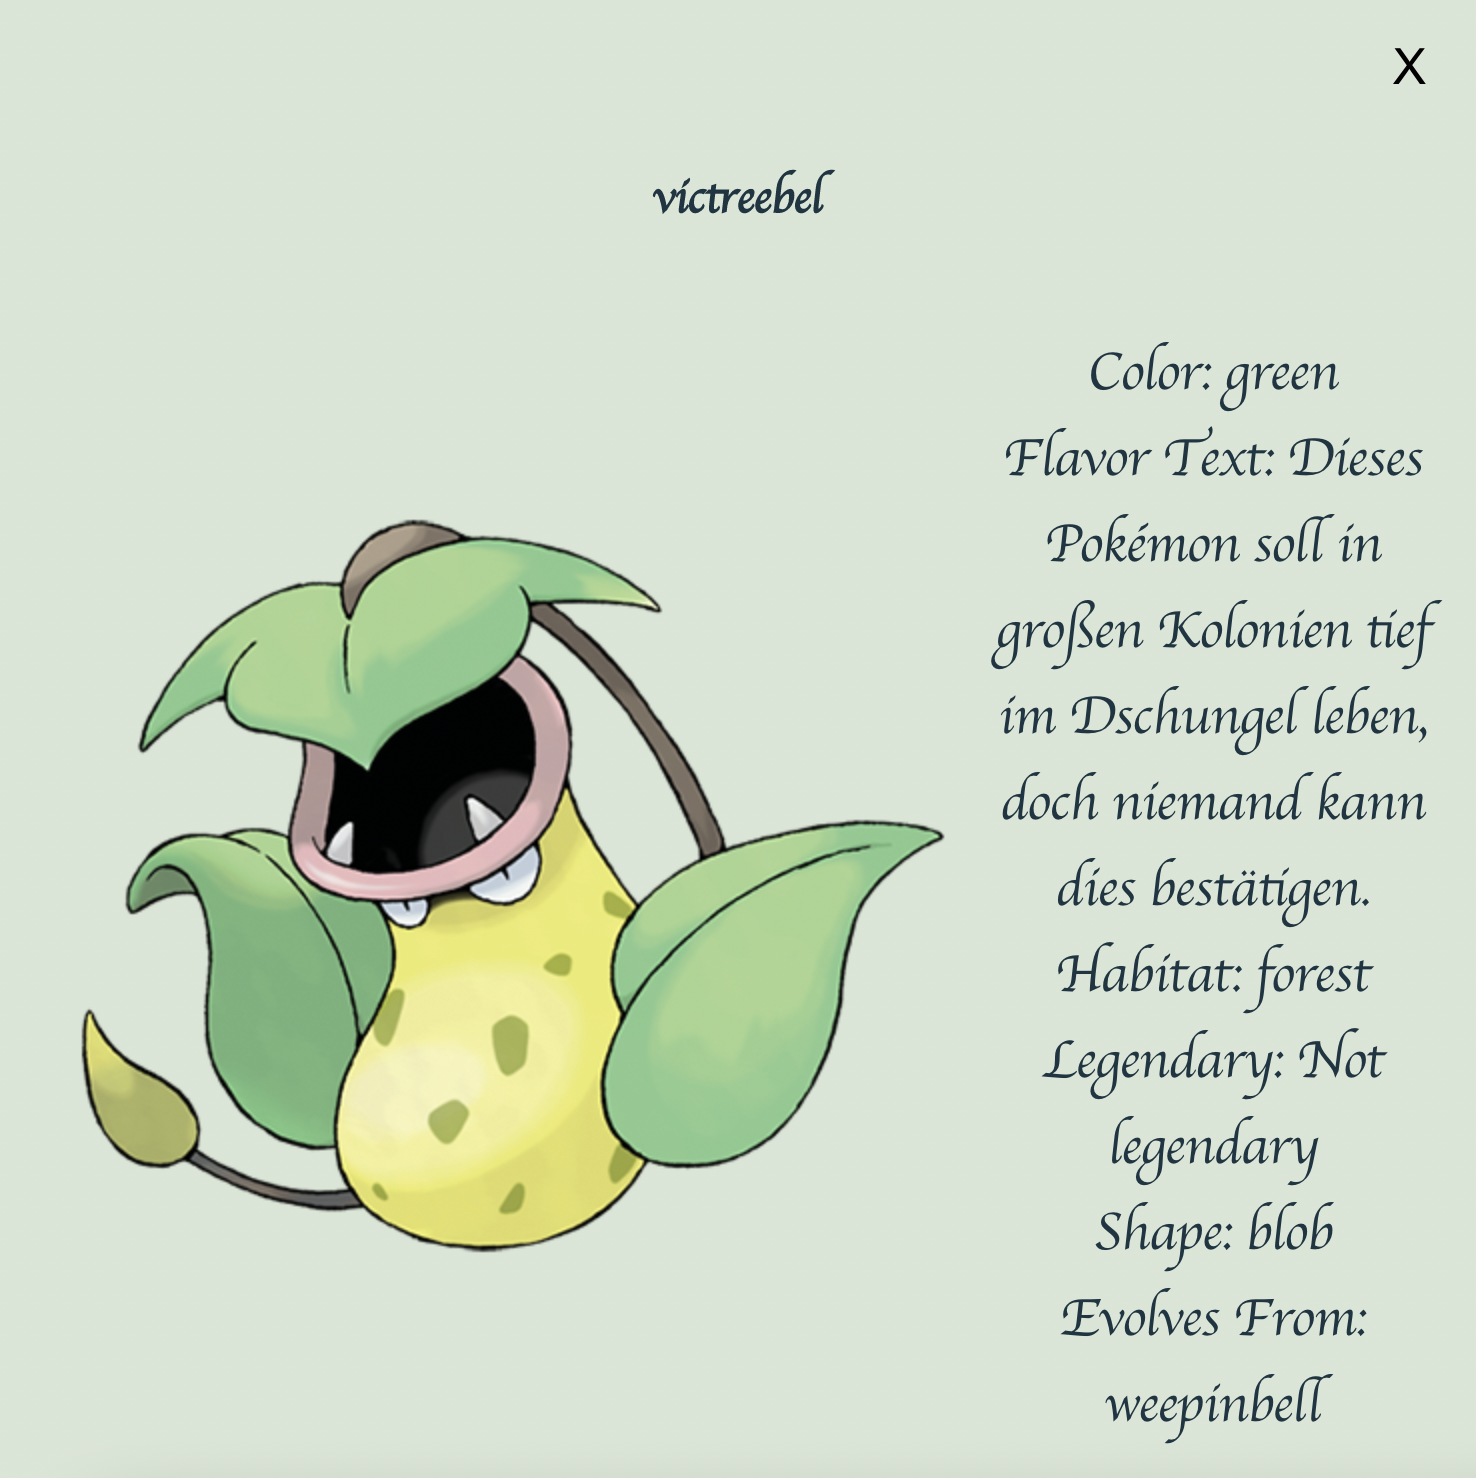 X
victreebel
Color: green
Flavor Text: Dieses
Pokémon soll in
großen Kolonien tief
im Dschungel leben,
doch niemand kann
dies bestätigen.
Habitat: forest
Legendary: Not
legendary
Shape: blob
Evolves From:
weepinbell